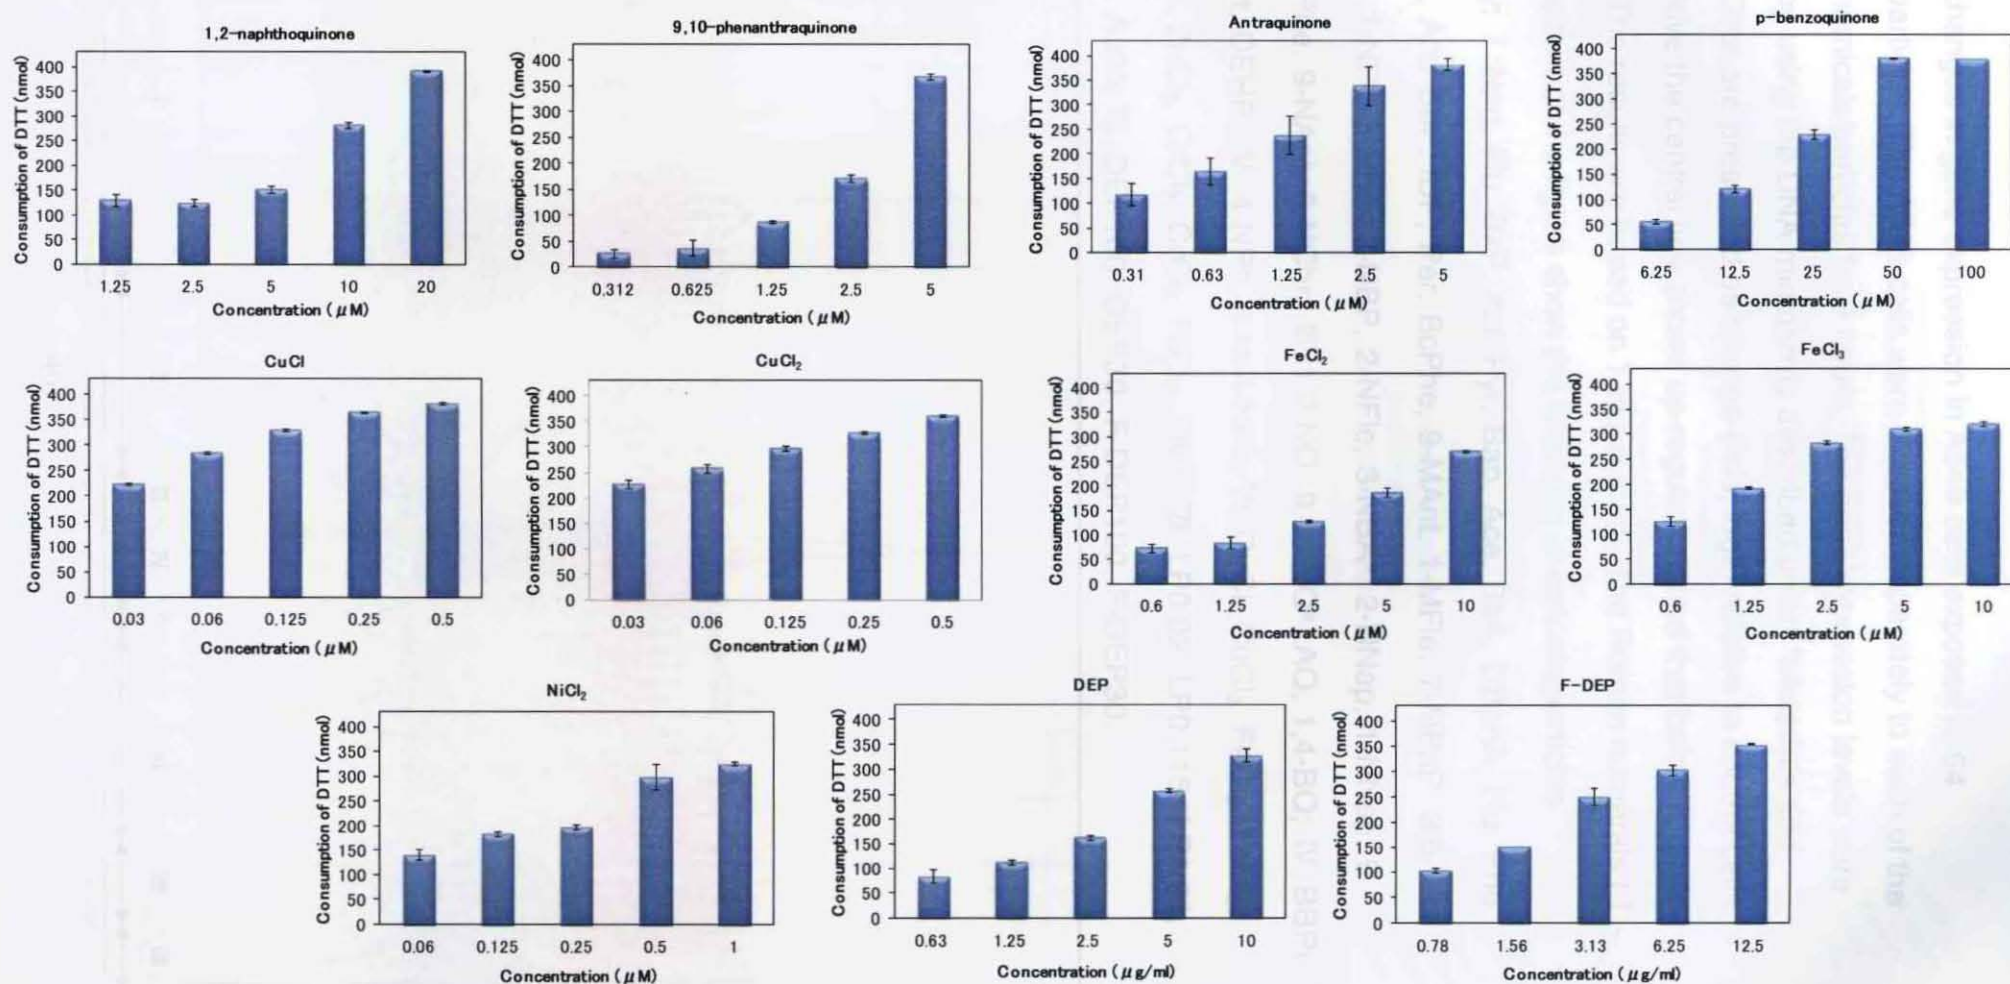 1,2-naphthoquinone
Consumption of DTT (nmol)
400
350
300
250
200
150
100
50
0
1.25 2.5 5 10 20
Concentration (μM)
9,10-phenanthraquinone
Consumption of DTT (nmol)
400
350
300
250
200
150
100
50
0
0.312 0.625 1.25 2.5 5
Concentration (μM)
Antraquinone
Consumption of DTT (nmol)
400
350
300
250
200
150
100
50
0
0.31 0.63 1.25 2.5 5
Concentration (μM)
p-benzoquinone
Consumption of DTT (nmol)
400
350
300
250
200
150
100
50
0
6.25 12.5 25 50 100
Concentration (μM)
CuCl
Consumption of DTT (nmol)
400
350
300
250
200
150
100
50
0
0.03 0.06 0.125 0.25 0.5
Concentration (μM)
CuCl₂
Consumption of DTT (nmol)
400
350
300
250
200
150
100
50
0
0.03 0.06 0.125 0.25 0.5
Concentration (μM)
FeCl₂
Consumption of DTT (nmol)
400
350
300
250
200
150
100
50
0
0.6 1.25 2.5 5 10
Concentration (μM)
FeCl₃
Consumption of DTT (nmol)
400
350
300
250
200
150
100
50
0
0.6 1.25 2.5 5 10
Concentration (μM)
NiCl₂
Consumption of DTT (nmol)
400
350
300
250
200
150
100
50
0
0.06 0.125 0.25 0.5 1
Concentration (μM)
DEP
Consumption of DTT (nmol)
400
350
300
250
200
150
100
50
0
0.63 1.25 2.5 5 10
Concentration (μg/ml)
F-DEP
Consumption of DTT (nmol)
400
350
300
250
200
150
100
50
0
0.78 1.56 3.13 6.25 12.5
Concentration (μg/ml)